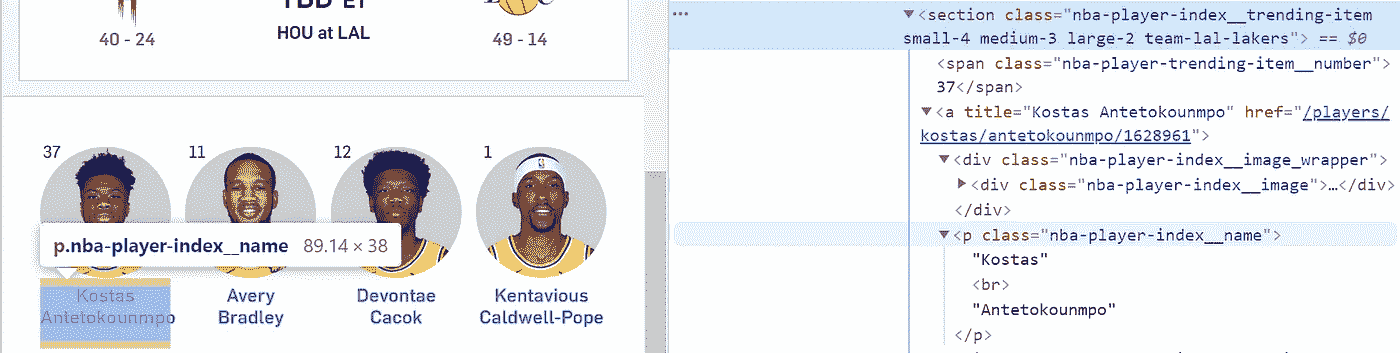 TBD ET
40 - 24
HOU at LAL
49 - 14
37
11
12
1
p.nba-player-index__name 89.14 × 38
Kostas
Antetokounmpo
Avery
Bradley
Devontae
Cacok
Kentavious
Caldwell-Pope
… ▼<section class="nba-player-index__trending-item
small-4 medium-3 large-2 team-lal-lakers"> == $0
<span class="nba-player-trending-item__number">
37</span>
▼<a title="Kostas Antetokounmpo" href="/players/
kostas/antetokounmpo/1628961">
▼<div class="nba-player-index__image_wrapper">
▶<div class="nba-player-index__image">…</div>
</div>
▼<p class="nba-player-index__name">
"Kostas"
<br>
"Antetokounmpo"
</p>